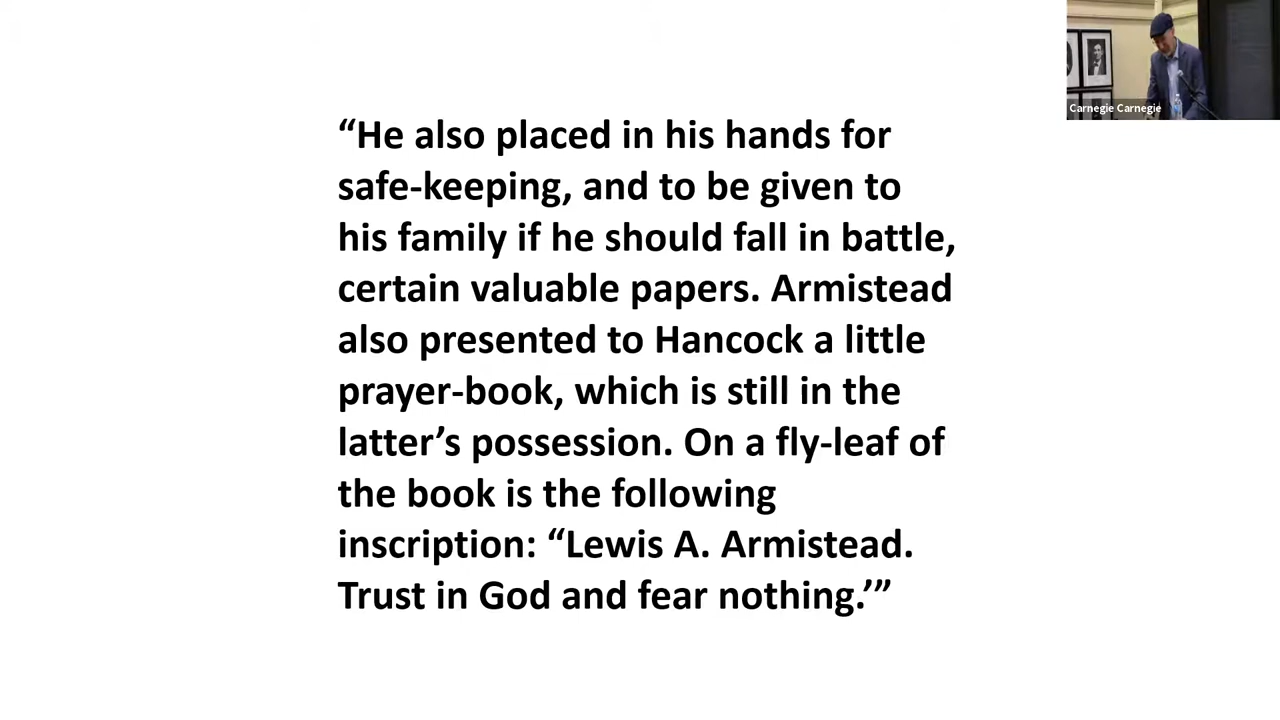 “He also placed in his hands for
safe-keeping, and to be given to
his family if he should fall in battle,
certain valuable papers. Armistead
also presented to Hancock a little
prayer-book, which is still in the
latter’s possession. On a fly-leaf of
the book is the following
inscription: “Lewis A. Armistead.
Trust in God and fear nothing.’”
Carnegie Carnegie